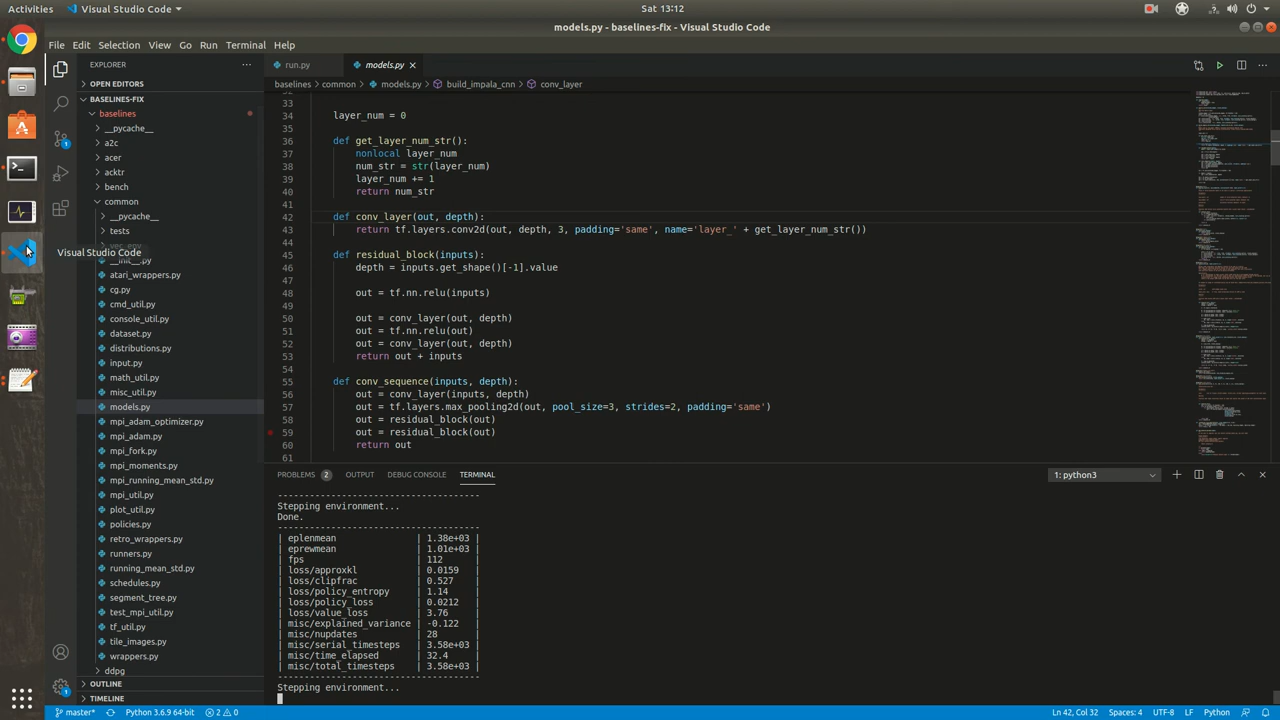 Activities
Visual Studio Code
Sat 13:12
models.py - baselines-fix - Visual Studio Code
File Edit Selection View Go Run Terminal Help
EXPLORER
run.py
models.py
OPEN EDITORS
baselines common models.py build_impala_cnn conv_layer
BASELINES-FIX
baselines
__pycache__
a2c
acer
acktr
bench
common
__pycache__
tests
Visual Studio Code
atari_wrappers.py
cg.py
cmd_util.py
console_util.py
dataset.py
distributions.py
input.py
math_util.py
misc_util.py
models.py
mpi_adam_optimizer.py
mpi_adam.py
mpi_fork.py
mpi_moments.py
mpi_running_mean_std.py
mpi_util.py
plot_util.py
policies.py
retro_wrappers.py
runners.py
running_mean_std.py
schedules.py
segment_tree.py
test_mpi_util.py
tf_util.py
tile_images.py
wrappers.py
ddpg
OUTLINE
TIMELINE
33
34 layer_num = 0
35
36 def get_layer_num_str():
37 nonlocal layer_num
38 num_str = str(layer_num)
39 layer_num += 1
40 return num_str
41
42 def conv_layer(out, depth):
43 return tf.layers.conv2d(out, depth, 3, padding='same', name='layer_' + get_layer_num_str())
44
45 def residual_block(inputs):
46 depth = inputs.get_shape()[-1].value
47
48 out = tf.nn.relu(inputs)
49
50 out = conv_layer(out, depth)
51 out = tf.nn.relu(out)
52 out = conv_layer(out, depth)
53 return out + inputs
54
55 def conv_sequence(inputs, depth):
56 out = conv_layer(inputs, depth)
57 out = tf.layers.max_pooling2d(out, pool_size=3, strides=2, padding='same')
58 out = residual_block(out)
59 out = residual_block(out)
60 return out
61
PROBLEMS 2 OUTPUT DEBUG CONSOLE TERMINAL
1: python3
---------------------------------------
Stepping environment...
Done.
---------------------------------------
| eplenmean | 1.38e+03 |
| eprewmean | 1.01e+03 |
| fps | 112 |
| loss/approxkl | 0.0159 |
| loss/clipfrac | 0.527 |
| loss/policy_entropy | 1.14 |
| loss/policy_loss | 0.0212 |
| loss/value_loss | 3.76 |
| misc/explained_variance | -0.122 |
| misc/nupdates | 28 |
| misc/serial_timesteps | 3.58e+03 |
| misc/time_elapsed | 32.4 |
| misc/total_timesteps | 3.58e+03 |
---------------------------------------
Stepping environment...
master*
Python 3.6.9 64-bit
2 0
Ln 42, Col 32
Spaces: 4
UTF-8
LF
Python